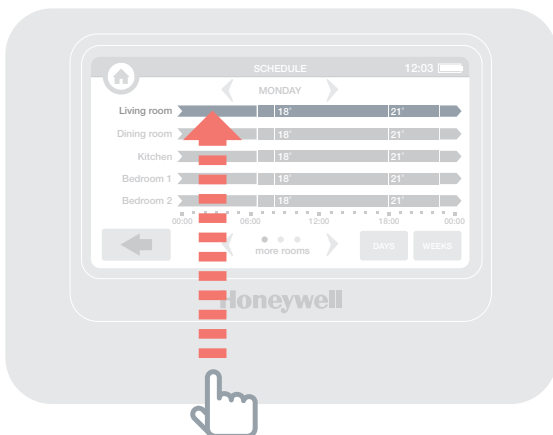 SCHEDULE 12:03
MONDAY
Living room 18° 21°
Dining room 18° 21°
Kitchen 18° 21°
Bedroom 1 18° 21°
Bedroom 2 18° 21°
00:00 06:00 12:00 18:00 00:00
more rooms DAYS WEEKS
Honeywell